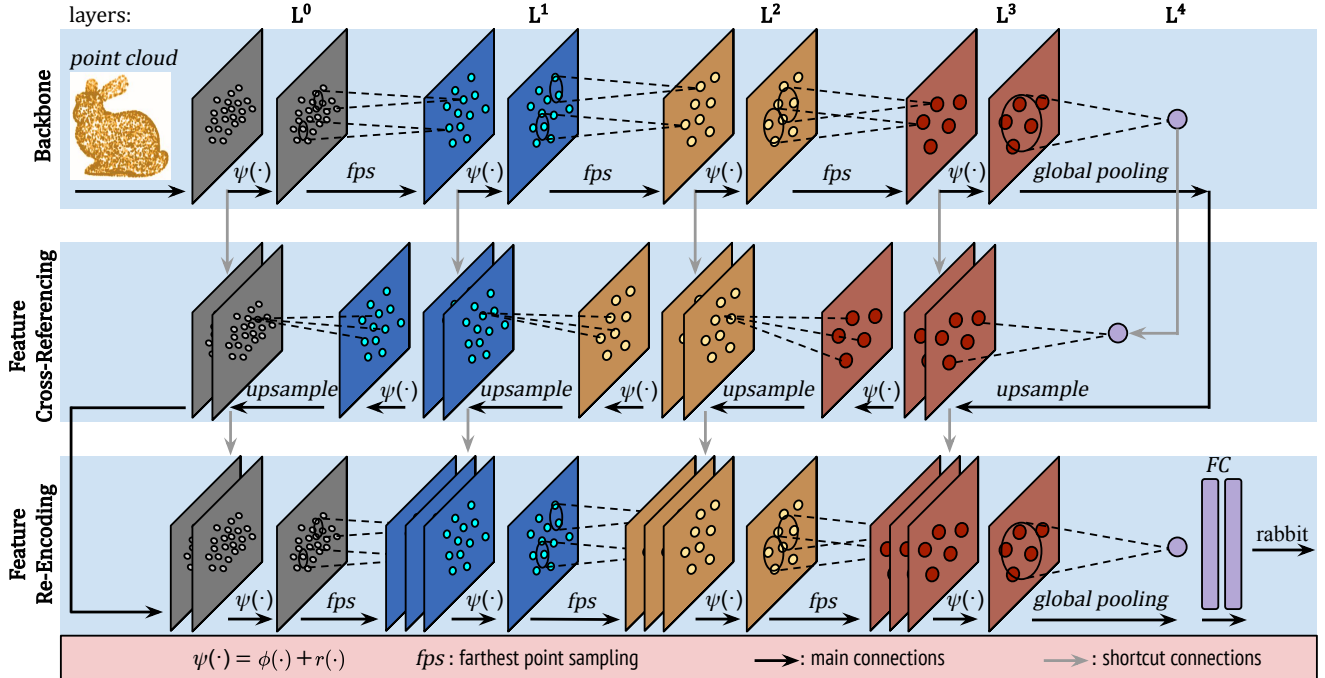 layers: L⁰ L¹ L² L³ L⁴
Backbone
point cloud
ψ(·) fps ψ(·) fps ψ(·) fps ψ(·) global pooling
Feature
Cross-Referencing
upsample ψ(·) upsample ψ(·) upsample ψ(·) upsample
Feature
Re-Encoding
FC
rabbit
ψ(·) fps ψ(·) fps ψ(·) fps ψ(·) global pooling
ψ(·) = ϕ(·) + r(·) fps : farthest point sampling : main connections : shortcut connections